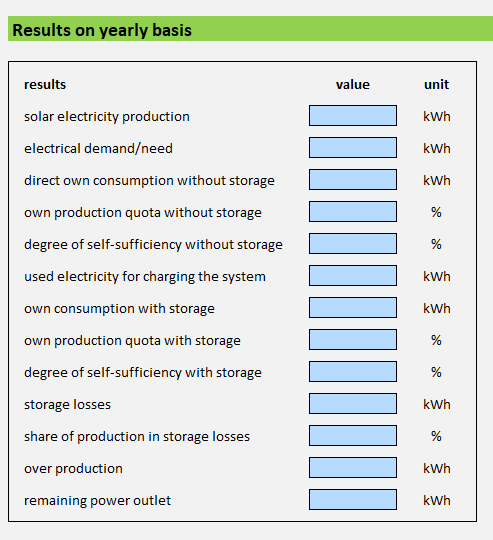 Results on yearly basis
results value unit
solar electricity production kWh
electrical demand/need kWh
direct own consumption without storage kWh
own production quota without storage %
degree of self-sufficiency without storage %
used electricity for charging the system kWh
own consumption with storage kWh
own production quota with storage %
degree of self-sufficiency with storage %
storage losses kWh
share of production in storage losses %
over production kWh
remaining power outlet kWh